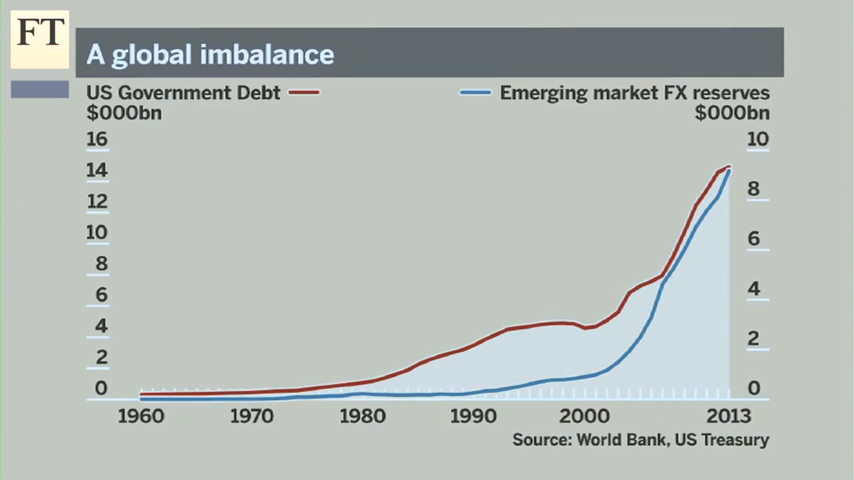 FT
A global imbalance
US Government Debt
$000bn
Emerging market FX reserves
$000bn
16
14
12
10
8
6
4
2
0
10
8
6
4
2
0
1960 1970 1980 1990 2000 2013
Source: World Bank, US Treasury